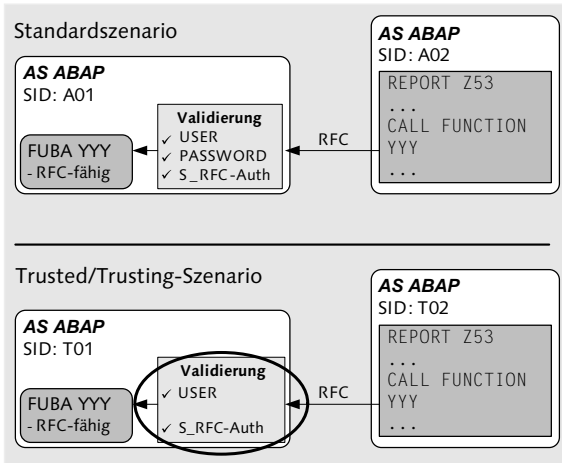 Standardszenario
AS ABAP
SID: A01
FUBA YYY
- RFC-fähig
Validierung
✓ USER
✓ PASSWORD
✓ S_RFC-Auth
RFC
AS ABAP
SID: A02
REPORT Z53
...
CALL FUNCTION
YYY
...
Trusted/Trusting-Szenario
AS ABAP
SID: T01
FUBA YYY
- RFC-fähig
Validierung
✓ USER
✓ S_RFC-Auth
RFC
AS ABAP
SID: T02
REPORT Z53
...
CALL FUNCTION
YYY
...